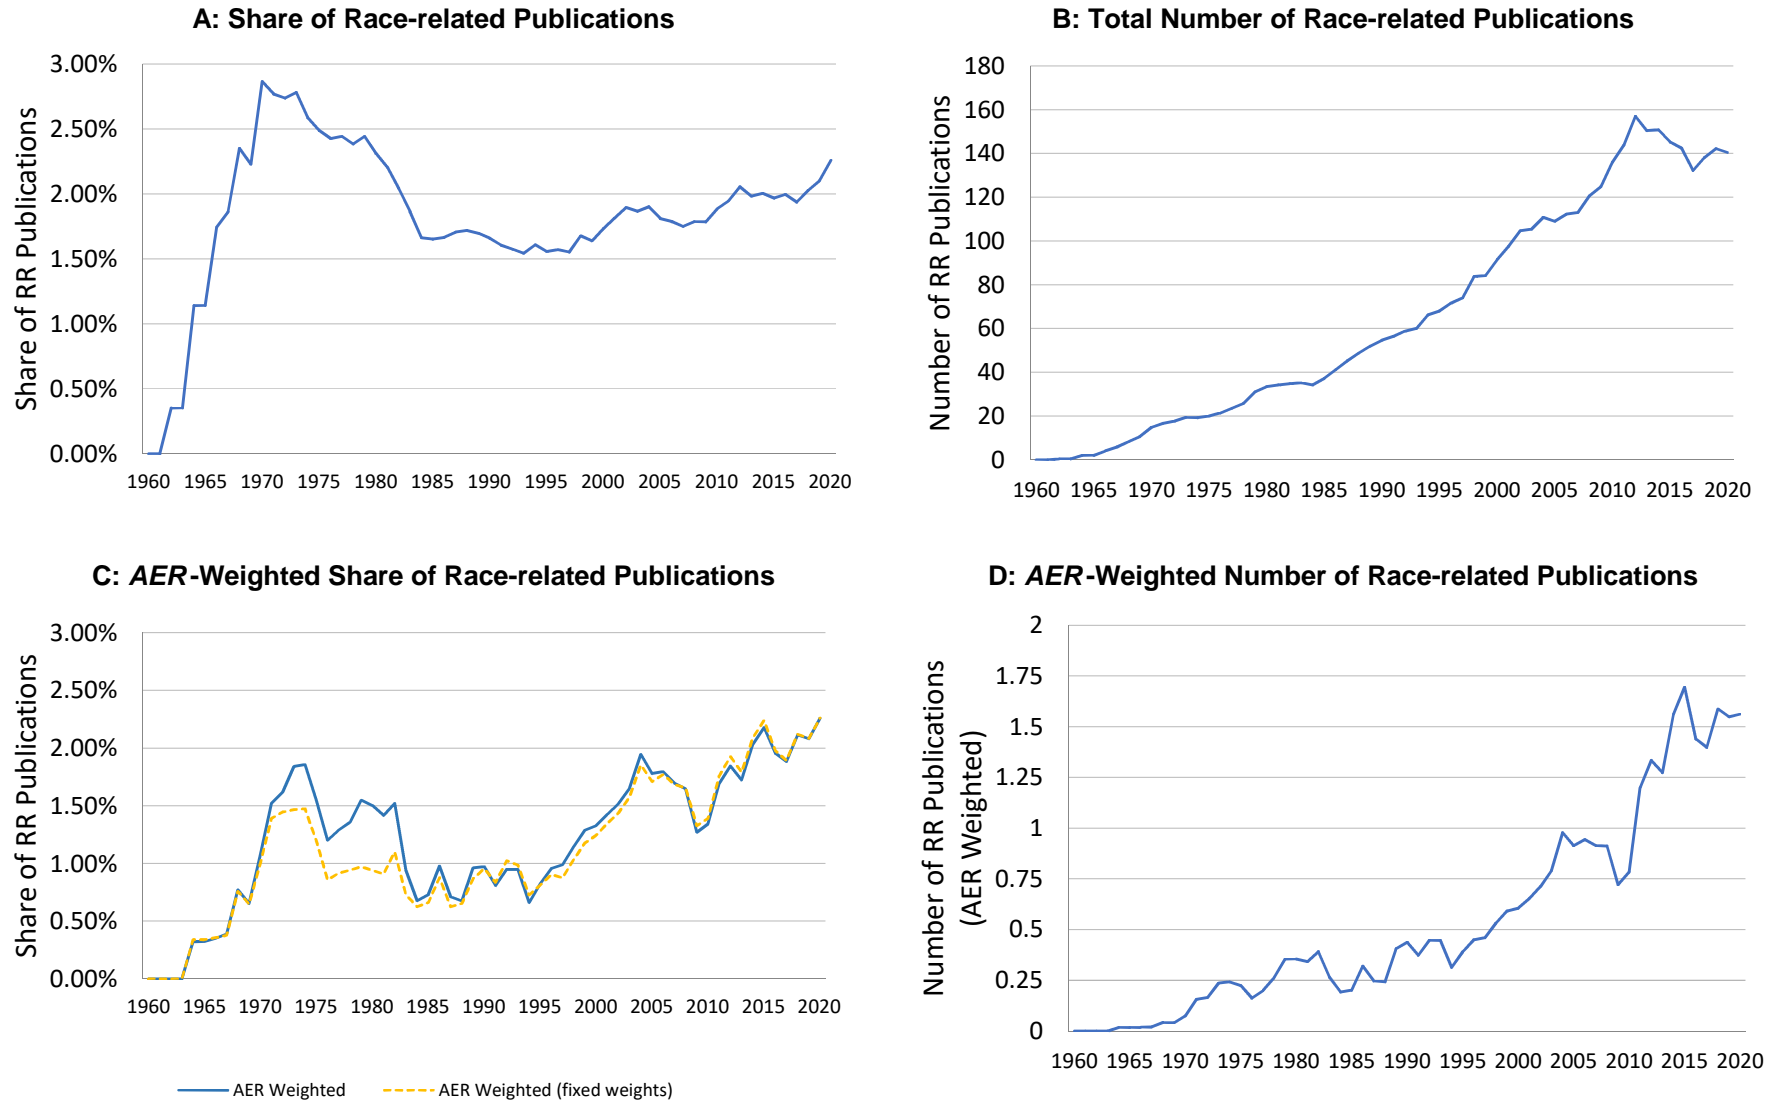 A: Share of Race-related Publications
Share of RR Publications
3.00%
2.50%
2.00%
1.50%
1.00%
0.50%
0.00%
1960 1965 1970 1975 1980 1985 1990 1995 2000 2005 2010 2015 2020
B: Total Number of Race-related Publications
Number of RR Publications
180
160
140
120
100
80
60
40
20
0
1960 1965 1970 1975 1980 1985 1990 1995 2000 2005 2010 2015 2020
C: AER-Weighted Share of Race-related Publications
Share of RR Publications
3.00%
2.50%
2.00%
1.50%
1.00%
0.50%
0.00%
1960 1965 1970 1975 1980 1985 1990 1995 2000 2005 2010 2015 2020
AER Weighted AER Weighted (fixed weights)
D: AER-Weighted Number of Race-related Publications
Number of RR Publications
(AER Weighted)
2
1.75
1.5
1.25
1
0.75
0.5
0.25
0
1960 1965 1970 1975 1980 1985 1990 1995 2000 2005 2010 2015 2020